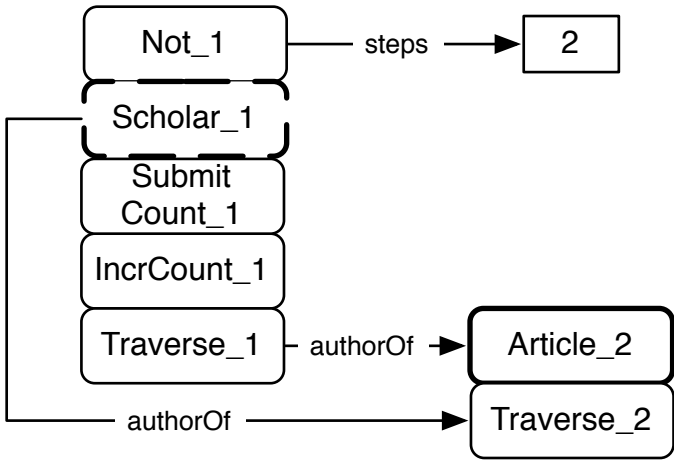 Not_1
steps
2
Scholar_1
Submit
Count_1
IncrCount_1
Traverse_1
authorOf
Article_2
authorOf
Traverse_2